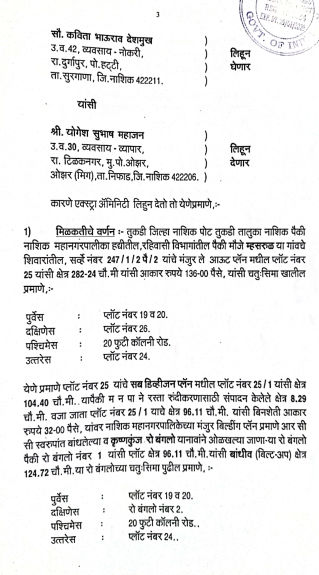 3
GOVT. OF IND
सौ. कविता भाऊराव देशमुख )
उ.व.42, व्यवसाय - नोकरी, ) लिहून
रा.दुर्गापुर, पो.हट्टी, ) घेणार
ता.सुरगाणा, जि.नाशिक 422211. )
यांसी
श्री. योगेश सुभाष महाजन )
उ.व.30, व्यवसाय - व्यापार, ) लिहून
रा. टिळकनगर, मु.पो.ओझर, ) देणार
ओझर (मिग),ता.निफाड,जि.नाशिक 422206. )
कारणे एक्स्ट्रा ॲमिनिटी लिहुन देतो तो येणेप्रमाणे,:-
1) मिळकतीचे वर्णन :- तुकडी जिल्हा नाशिक पोट तुकडी तालुका नाशिक पैकी
नाशिक महानगरपालीका हद्यीतील,रहिवासी विभागांतील पैकी मौजे म्हसरुळ या गांवचे
शिवारांतील, सर्व्हे नंबर 247/1/2 पै/2 यांचे मंजुर ले आऊट प्लॅन मधील प्लॉट नंबर
25 यांसी क्षेत्र 282-24 चौ.मी यांसी आकार रुपये 136-00 पैसे, यांसी चतुःसिमा खालील
प्रमाणे,:-
पुर्वेस : प्लॉट नंबर 19 व 20.
दक्षिणेस : प्लॉट नंबर 26.
पश्चिमेस : 20 फुटी कॉलनी रोड.
उत्तरेस : प्लॉट नंबर 24.
येणे प्रमाणे प्लॉट नंबर 25 यांचे सब डिव्हीजन प्लॅन मधील प्लॉट नंबर 25/1 यांसी क्षेत्र
104.40 चौ.मी..यापैकी म न पा ने रस्ता रुंदीकरणासाठी संपादन केलेले क्षेत्र 8.29
चौ.मी. वजा जाता प्लॉट नंबर 25/1 याचे क्षेत्र 96.11 चौ.मी. यांसी बिनशेती आकार
रुपये 32-00 पैसे, यांवर नाशिक महानगरपालिकेच्या मंजुर बिल्डींग प्लॅन प्रमाणे आर सी
सी स्वरुपांत बांधलेल्या व कृष्णकुंज रो बंगलो यानावांने ओळखल्या जाणा-या रो बंगलो
पैकी रो बंगलो नंबर 1 यांसी प्लॉट क्षेत्र 96.11 चौ.मी.यांसी बांधीव (बिल्ट-अप) क्षेत्र
124.72 चौ.मी.या रो बंगलोच्या चतुःसिमा पुढील प्रमाणे, :-
पुर्वेस : प्लॉट नंबर 19 व 20.
दक्षिणेस : रो बंगलो नंबर 2.
पश्चिमेस : 20 फुटी कॉलनी रोड..
उत्तरेस : प्लॉट नंबर 24..